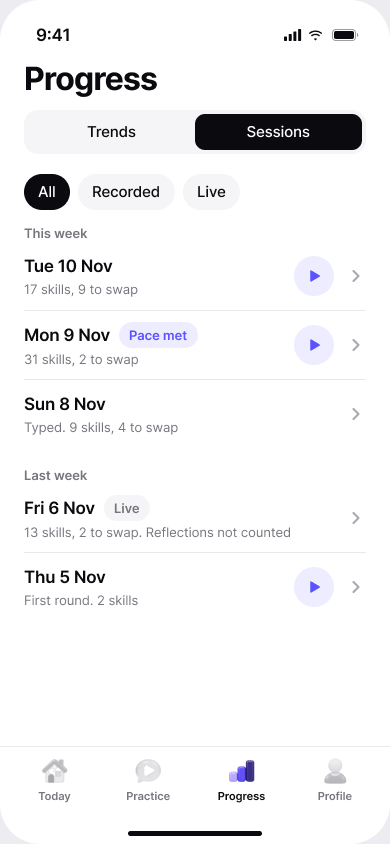 9:41
Progress
Trends
Sessions
All
Recorded
Live
This week
Tue 10 Nov
17 skills, 9 to swap
Mon 9 Nov
Pace met
31 skills, 2 to swap
Sun 8 Nov
Typed. 9 skills, 4 to swap
Last week
Fri 6 Nov
Live
13 skills, 2 to swap. Reflections not counted
Thu 5 Nov
First round. 2 skills
Today
Practice
Progress
Profile